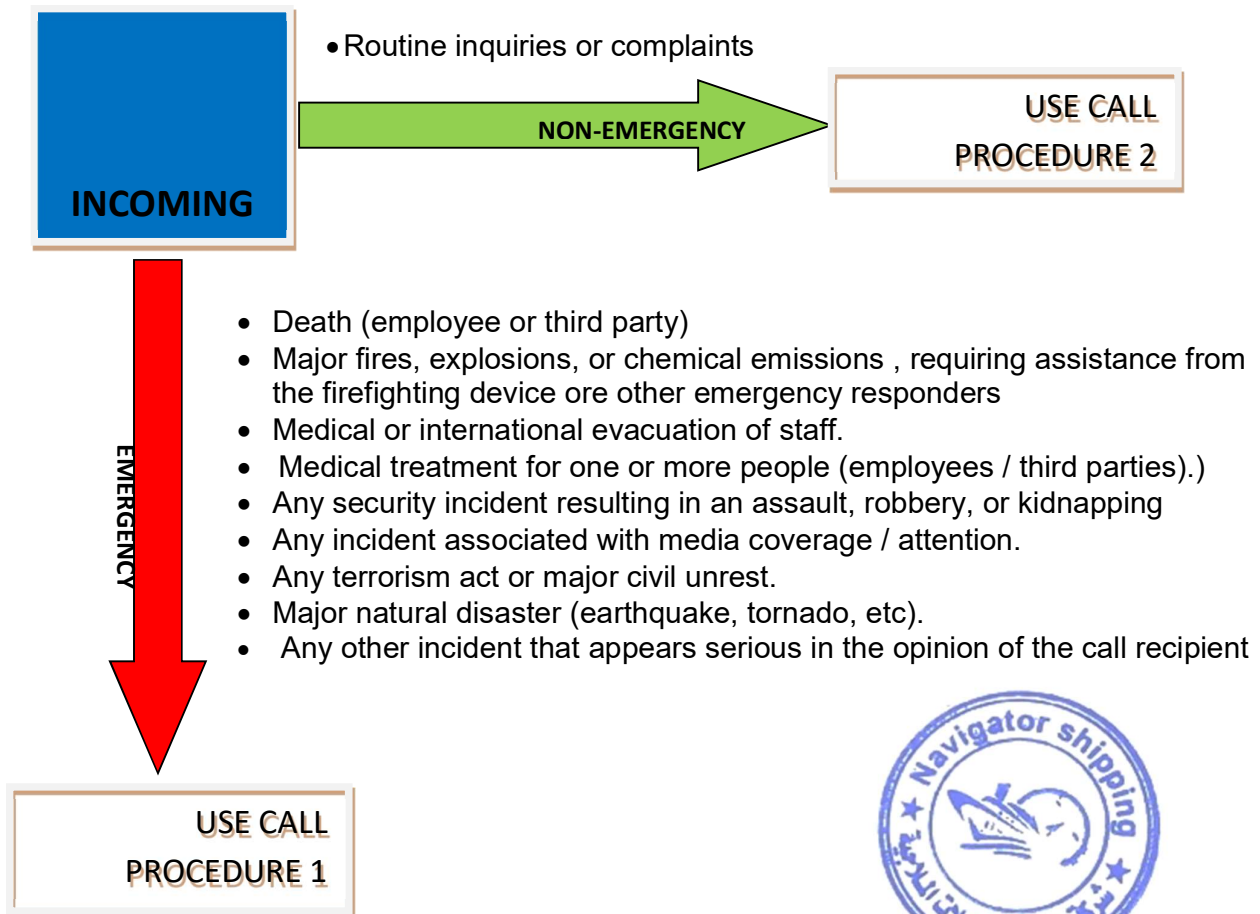 • Routine inquiries or complaints
NON-EMERGENCY
USE CALL
PROCEDURE 2
INCOMING
EMERGENCY
• Death (employee or third party)
• Major fires, explosions, or chemical emissions , requiring assistance from
the firefighting device ore other emergency responders
• Medical or international evacuation of staff.
• Medical treatment for one or more people (employees / third parties).)
• Any security incident resulting in an assault, robbery, or kidnapping
• Any incident associated with media coverage / attention.
• Any terrorism act or major civil unrest.
• Major natural disaster (earthquake, tornado, etc).
• Any other incident that appears serious in the opinion of the call recipient
USE CALL
PROCEDURE 1
Navigator shipping